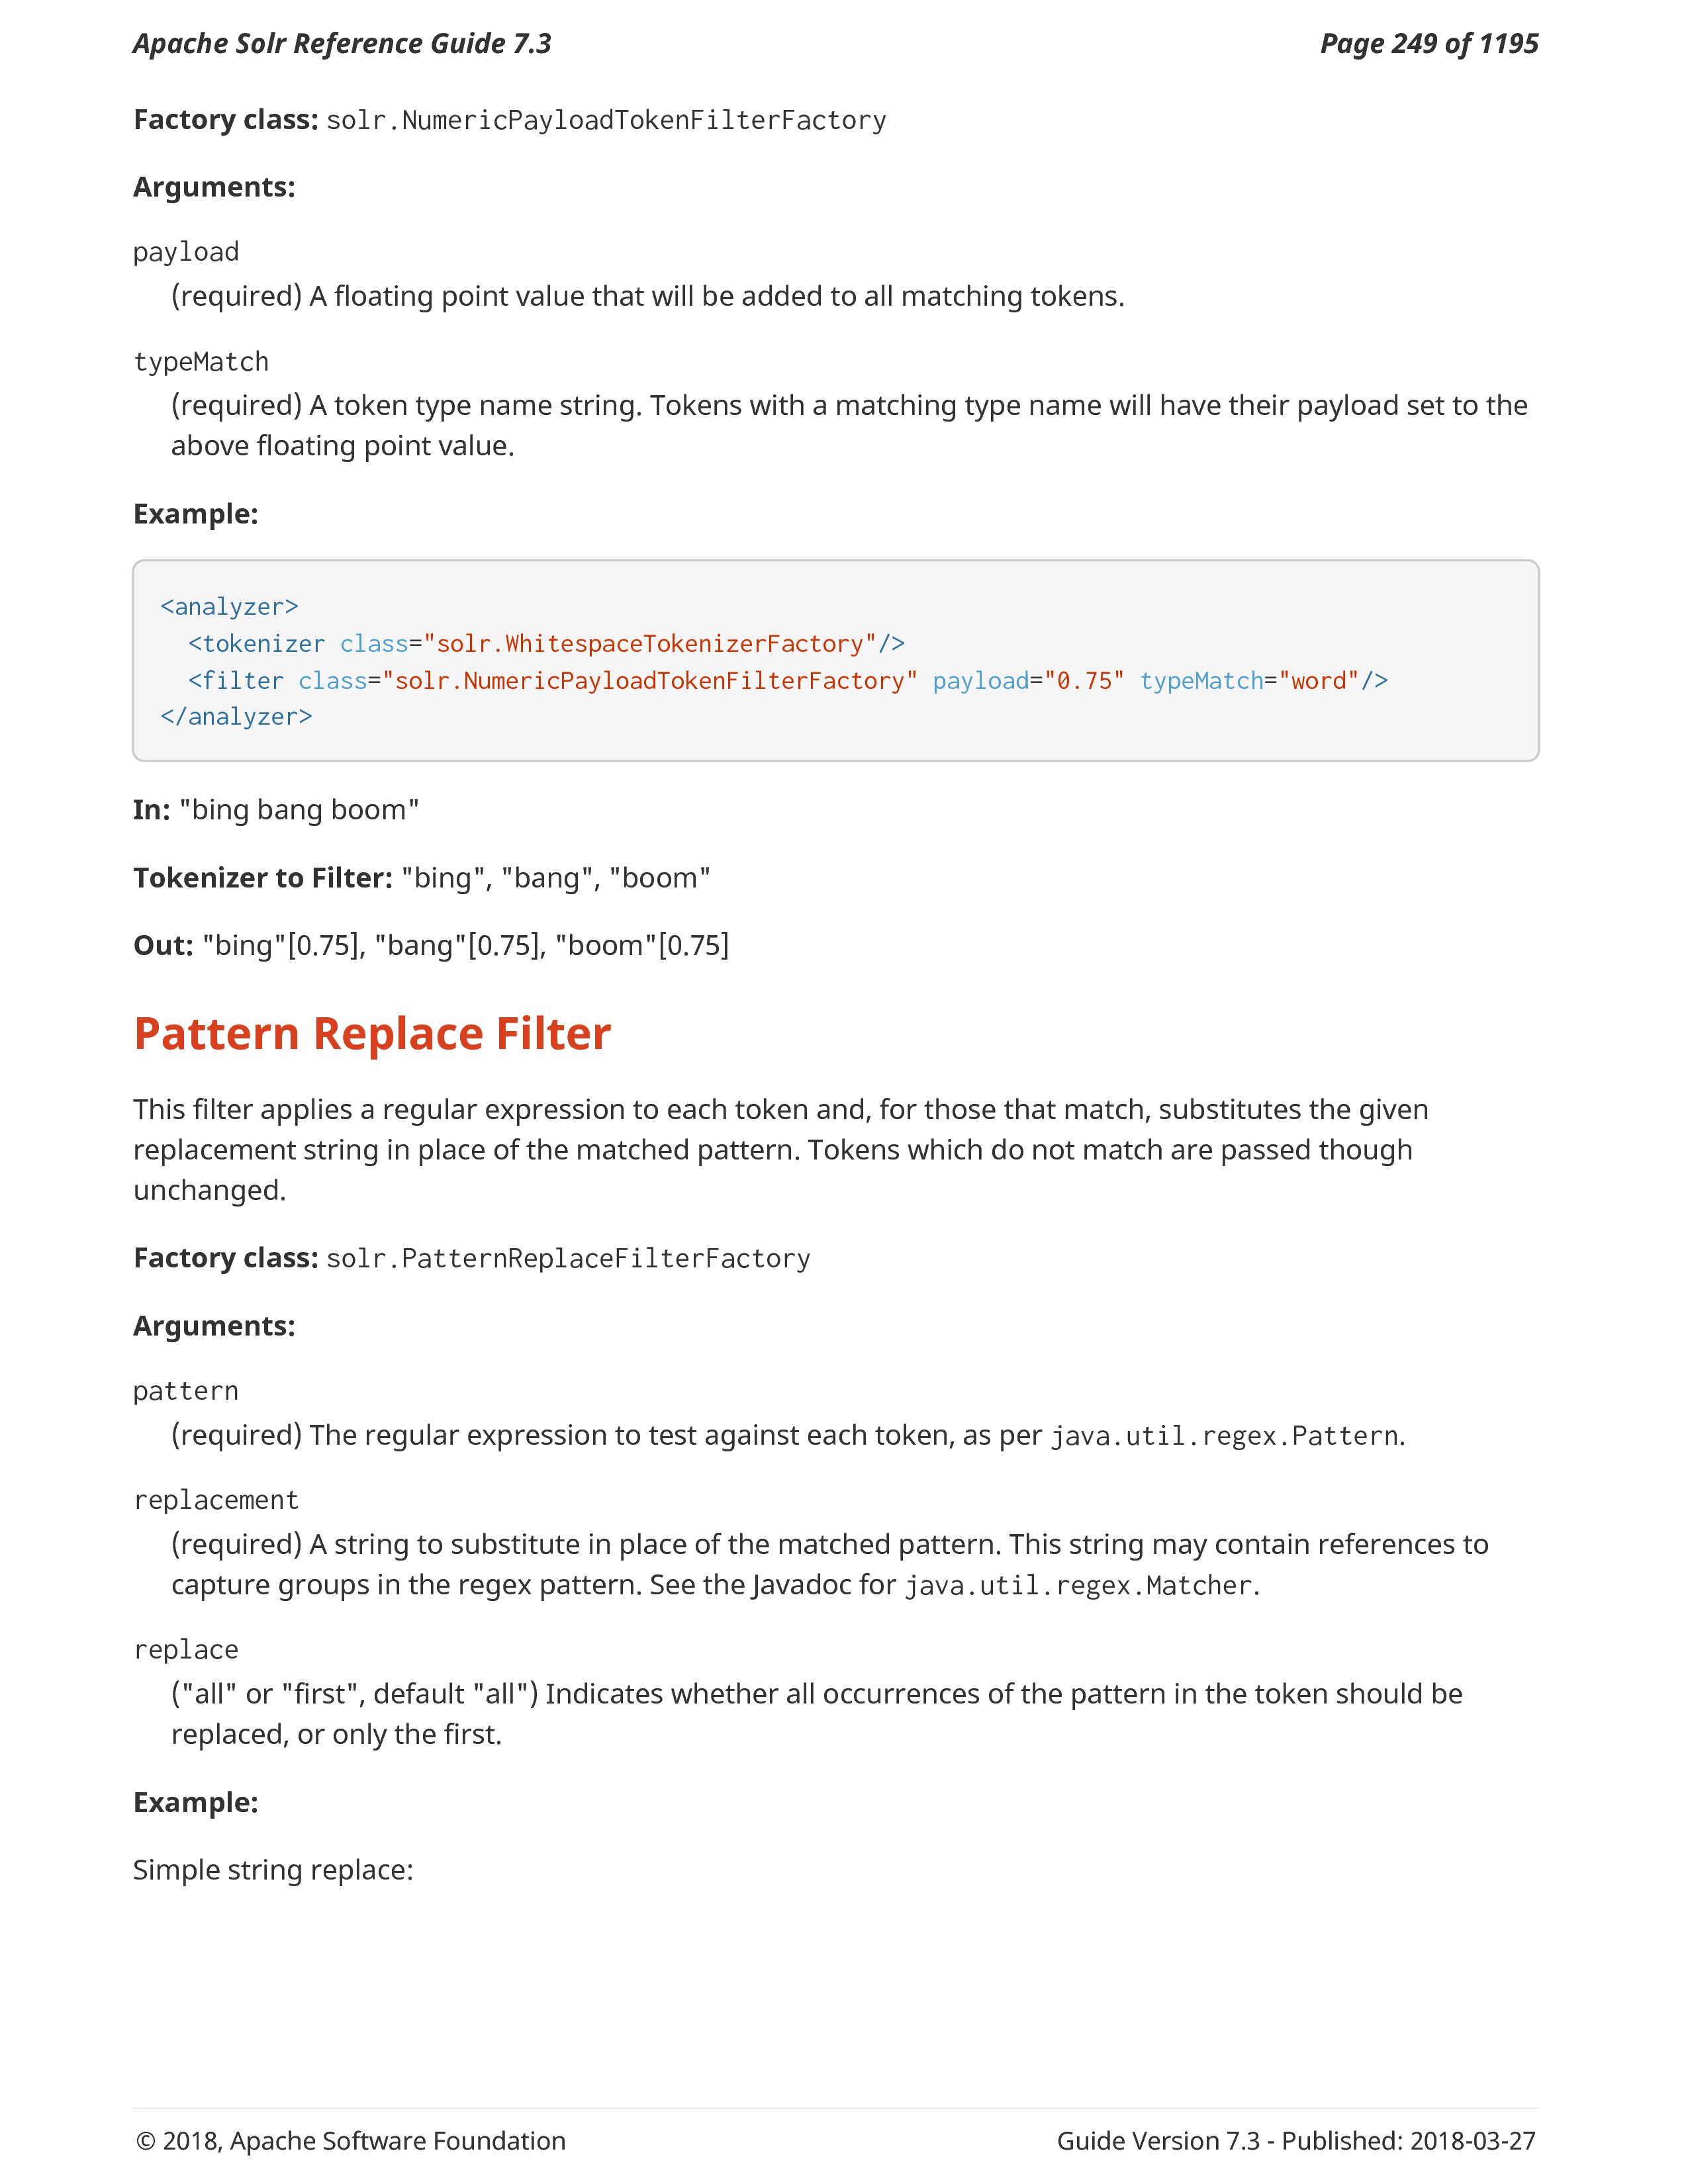 Apache Solr Reference Guide 7.3 Page 249 of 1195
Factory class: solr.NumericPayloadTokenFilterFactory
Arguments:
payload
(required) A floating point value that will be added to all matching tokens.
typeMatch
(required) A token type name string. Tokens with a matching type name will have their payload set to the
above floating point value.
Example:
<analyzer>
  <tokenizer class="solr.WhitespaceTokenizerFactory"/>
  <filter class="solr.NumericPayloadTokenFilterFactory" payload="0.75" typeMatch="word"/>
</analyzer>
In: "bing bang boom"
Tokenizer to Filter: "bing", "bang", "boom"
Out: "bing"[0.75], "bang"[0.75], "boom"[0.75]
Pattern Replace Filter
This filter applies a regular expression to each token and, for those that match, substitutes the given
replacement string in place of the matched pattern. Tokens which do not match are passed though
unchanged.
Factory class: solr.PatternReplaceFilterFactory
Arguments:
pattern
(required) The regular expression to test against each token, as per java.util.regex.Pattern.
replacement
(required) A string to substitute in place of the matched pattern. This string may contain references to
capture groups in the regex pattern. See the Javadoc for java.util.regex.Matcher.
replace
("all" or "first", default "all") Indicates whether all occurrences of the pattern in the token should be
replaced, or only the first.
Example:
Simple string replace:
© 2018, Apache Software Foundation Guide Version 7.3 - Published: 2018-03-27